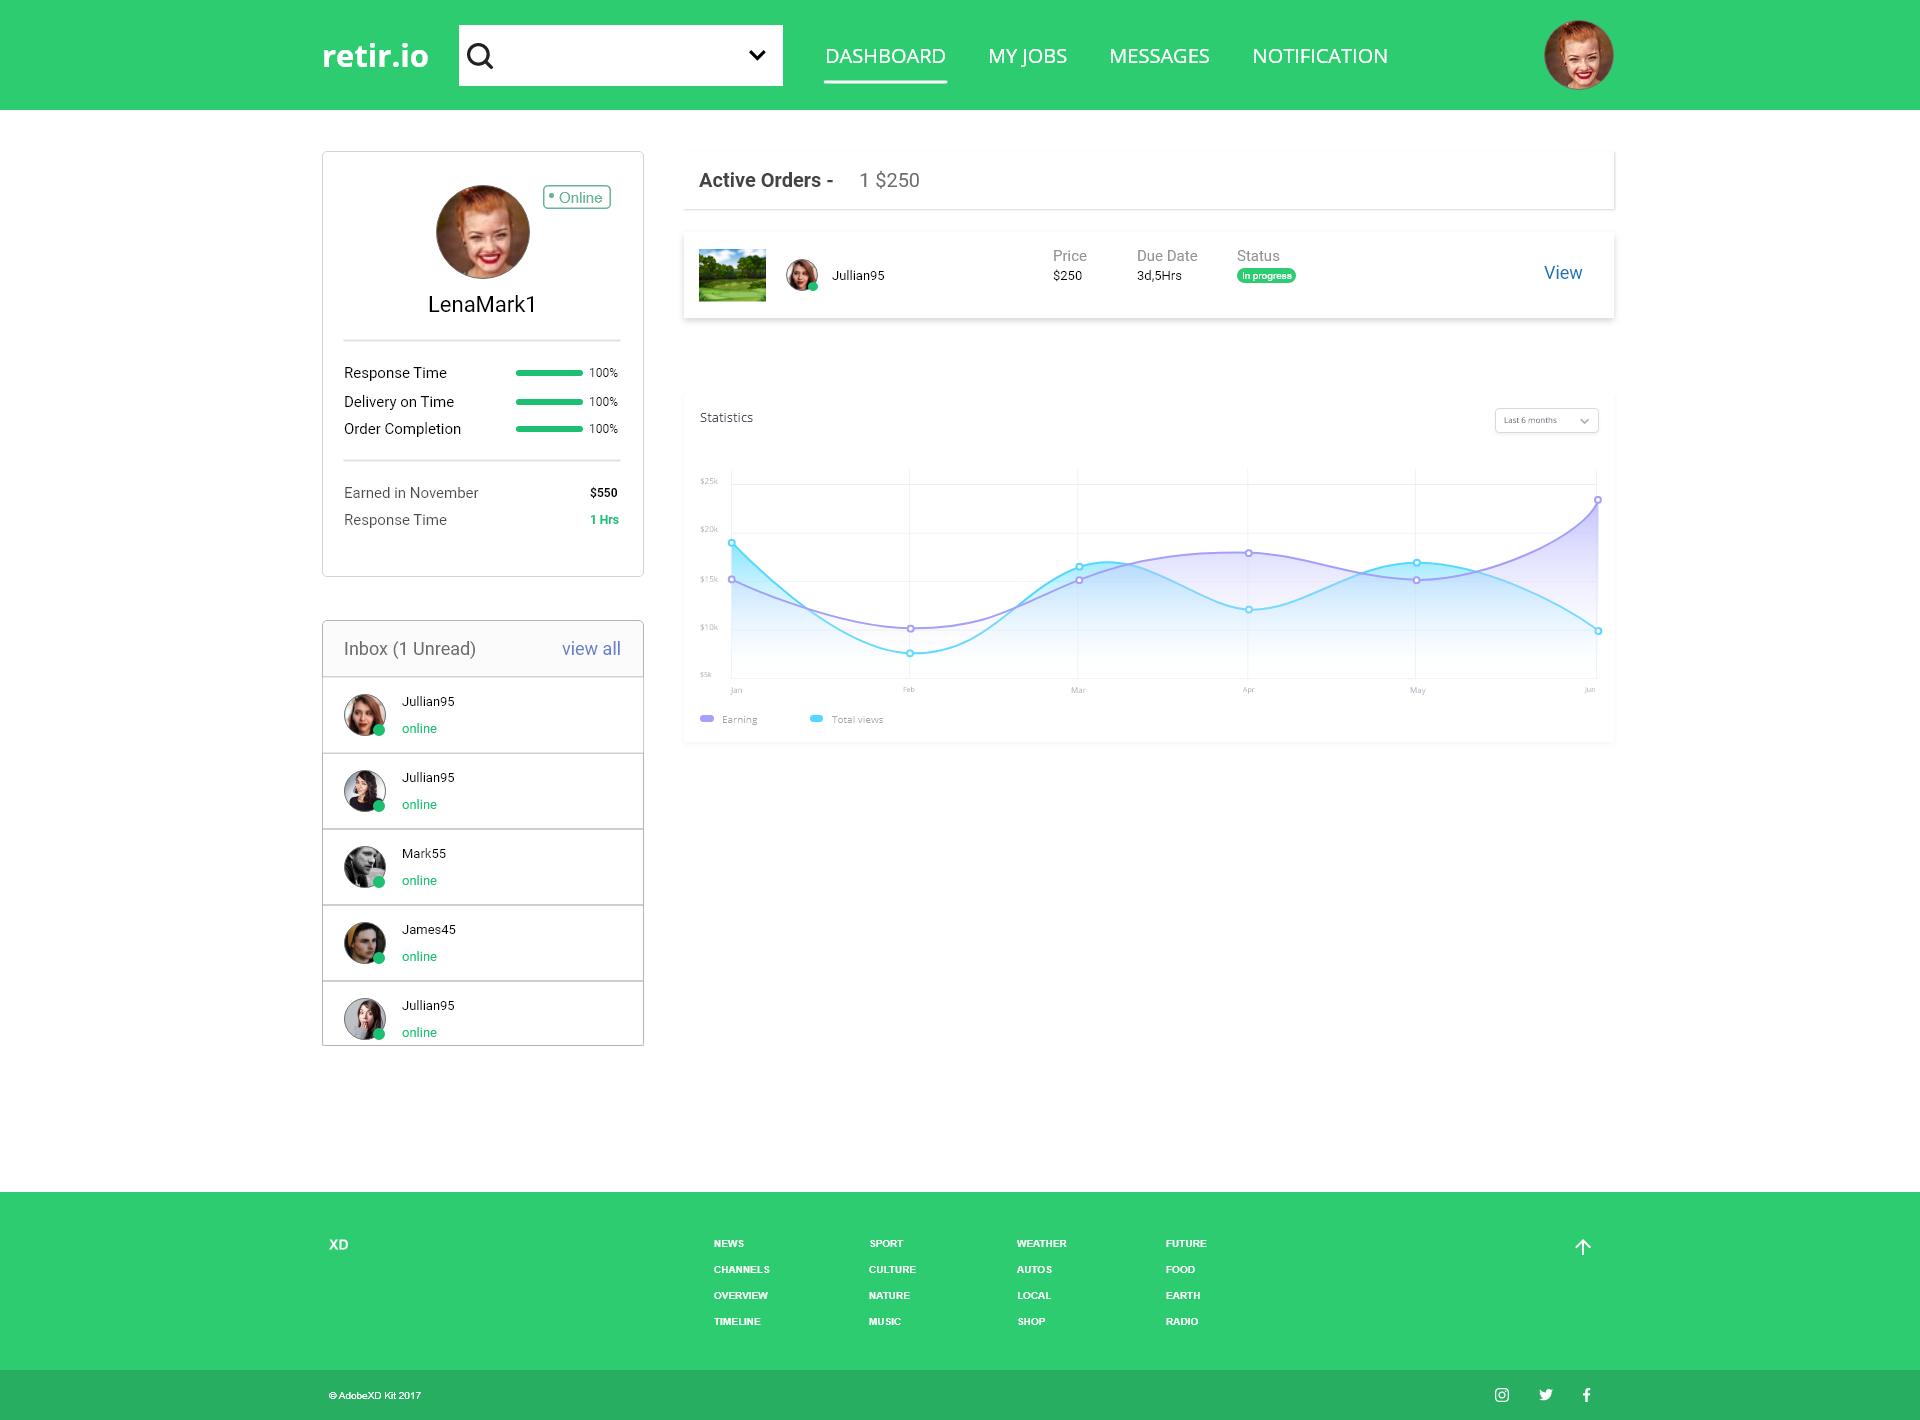 retir.io
DASHBOARD
MY JOBS
MESSAGES
NOTIFICATION
Online
LenaMark1
Response Time 100%
Delivery on Time 100%
Order Completion 100%
Earned in November $550
Response Time 1 Hrs
Inbox (1 Unread) view all
Jullian95
online
Jullian95
online
Mark55
online
James45
online
Jullian95
online
Active Orders - 1 $250
Jullian95
Price
$250
Due Date
3d,5Hrs
Status
In progress
View
Statistics
Last 6 months
$25k
$20k
$15k
$10k
$5k
Jan Feb Mar Apr May Jun
Earning Total views
XD
NEWS
CHANNELS
OVERVIEW
TIMELINE
SPORT
CULTURE
NATURE
MUSIC
WEATHER
AUTOS
LOCAL
SHOP
FUTURE
FOOD
EARTH
RADIO
© AdobeXD Kit 2017